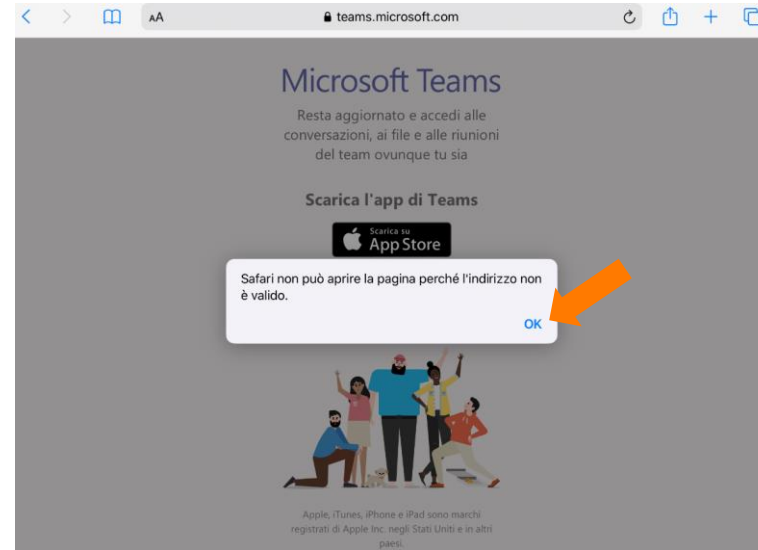 AA
teams.microsoft.com
Microsoft Teams
Resta aggiornato e accedi alle
conversazioni, ai file e alle riunioni
del team ovunque tu sia
Scarica l'app di Teams
Scarica su
App Store
Safari non può aprire la pagina perché l'indirizzo non
è valido.
OK
Apple, iTunes, iPhone e iPad sono marchi
registrati di Apple Inc. negli Stati Uniti e in altri
paesi.